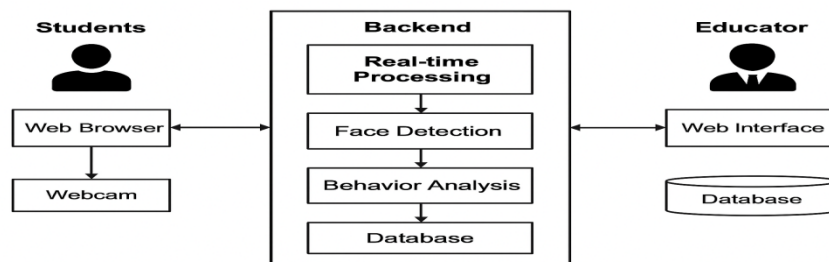 Students
Backend
Educator
Real-time
Processing
Web Browser
Face Detection
Web Interface
Webcam
Behavior Analysis
Database
Database